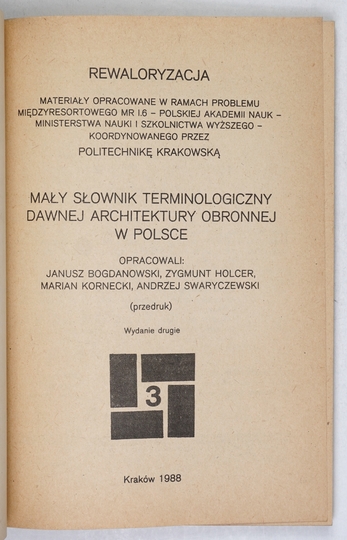 REWALORYZACJA
MATERIAŁY OPRACOWANE W RAMACH PROBLEMU
MIĘDZYRESORTOWEGO MR I.6 – POLSKIEJ AKADEMII NAUK –
MINISTERSTWA NAUKI I SZKOLNICTWA WYŻSZEGO –
KOORDYNOWANEGO PRZEZ
POLITECHNIKĘ KRAKOWSKĄ
MAŁY SŁOWNIK TERMINOLOGICZNY
DAWNEJ ARCHITEKTURY OBRONNEJ
W POLSCE
OPRACOWALI:
JANUSZ BOGDANOWSKI, ZYGMUNT HOLCER,
MARIAN KORNECKI, ANDRZEJ SWARYCZEWSKI
(przedruk)
Wydanie drugie
3
Kraków 1988